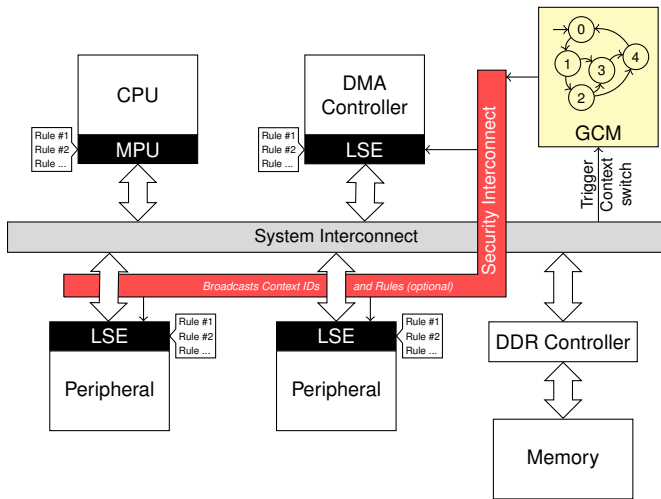 CPU
MPU
Rule #1
Rule #2
Rule ...
DMA
Controller
LSE
Rule #1
Rule #2
Rule ...
0
1
2
3
4
GCM
Trigger
Context
switch
Security Interconnect
System Interconnect
Broadcasts Context IDs and Rules (optional)
LSE
Peripheral
Rule #1
Rule #2
Rule ...
LSE
Peripheral
Rule #1
Rule #2
Rule ...
DDR Controller
Memory